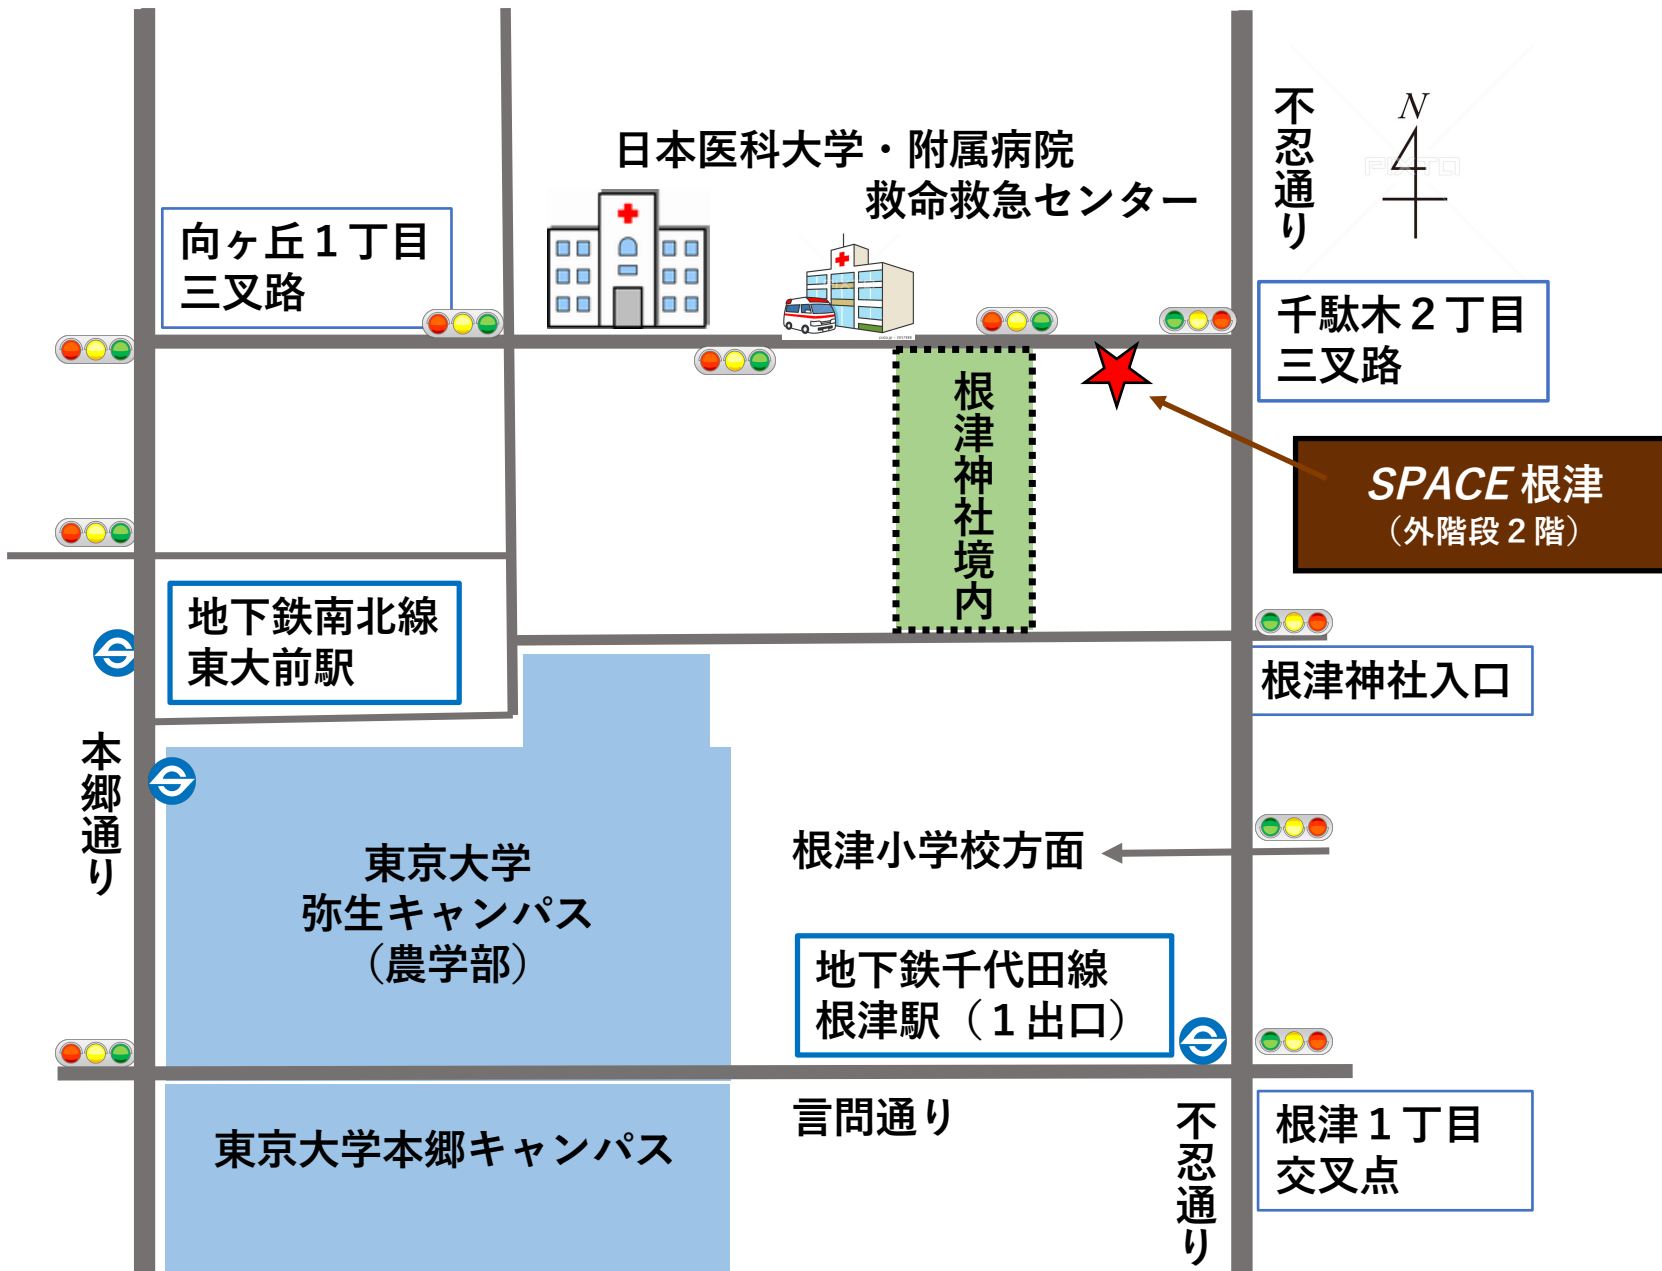 日本医科大学・附属病院
救命救急センター
不忍通り
N
PIXTA
向ヶ丘１丁目
三叉路
千駄木２丁目
三叉路
根津神社境内
SPACE 根津
（外階段２階）
地下鉄南北線
東大前駅
根津神社入口
本郷通り
東京大学
弥生キャンパス
（農学部）
根津小学校方面
地下鉄千代田線
根津駅（１出口）
言問通り
不忍通り
根津１丁目
交叉点
東京大学本郷キャンパス